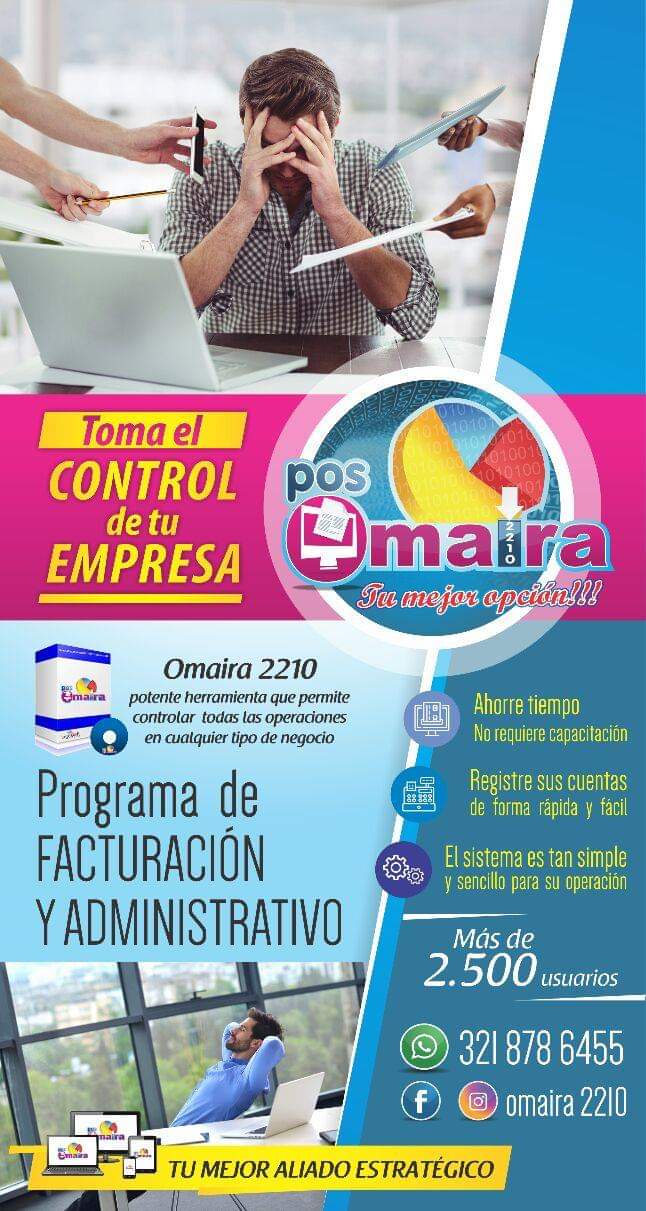 Toma el
CONTROL
de tu
EMPRESA
pos
Omaira
2210
Tu mejor opción!!!
pos
Omaira
Omaira 2210
potente herramienta que permite
controlar todas las operaciones
en cualquier tipo de negocio
Programa de
FACTURACIÓN
Y ADMINISTRATIVO
Ahorre tiempo
No requiere capacitación
Registre sus cuentas
de forma rápida y fácil
El sistema es tan simple
y sencillo para su operación
Más de
2.500 usuarios
321 878 6455
omaira 2210
TU MEJOR ALIADO ESTRATÉGICO